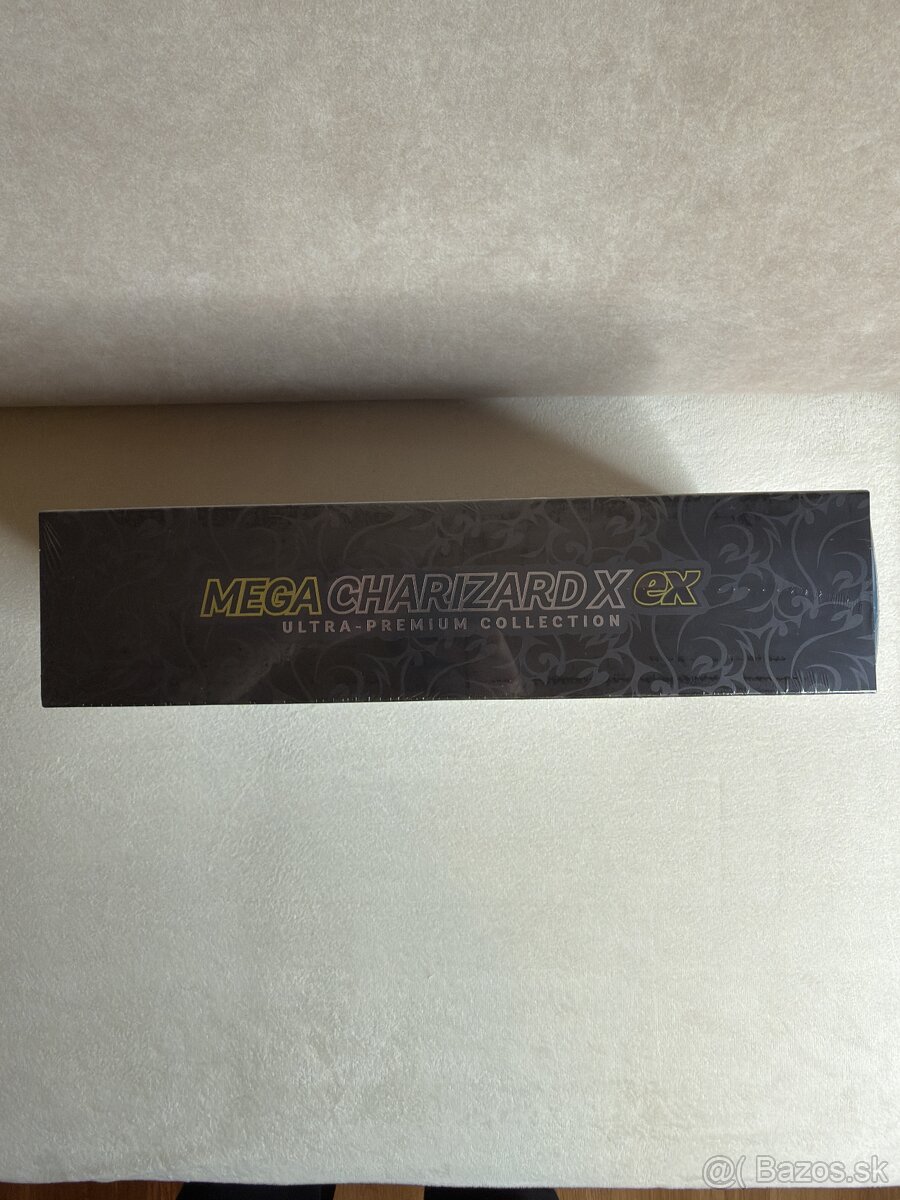 MEGA CHARIZARD X ex
ULTRA-PREMIUM COLLECTION
@( Bazos.sk